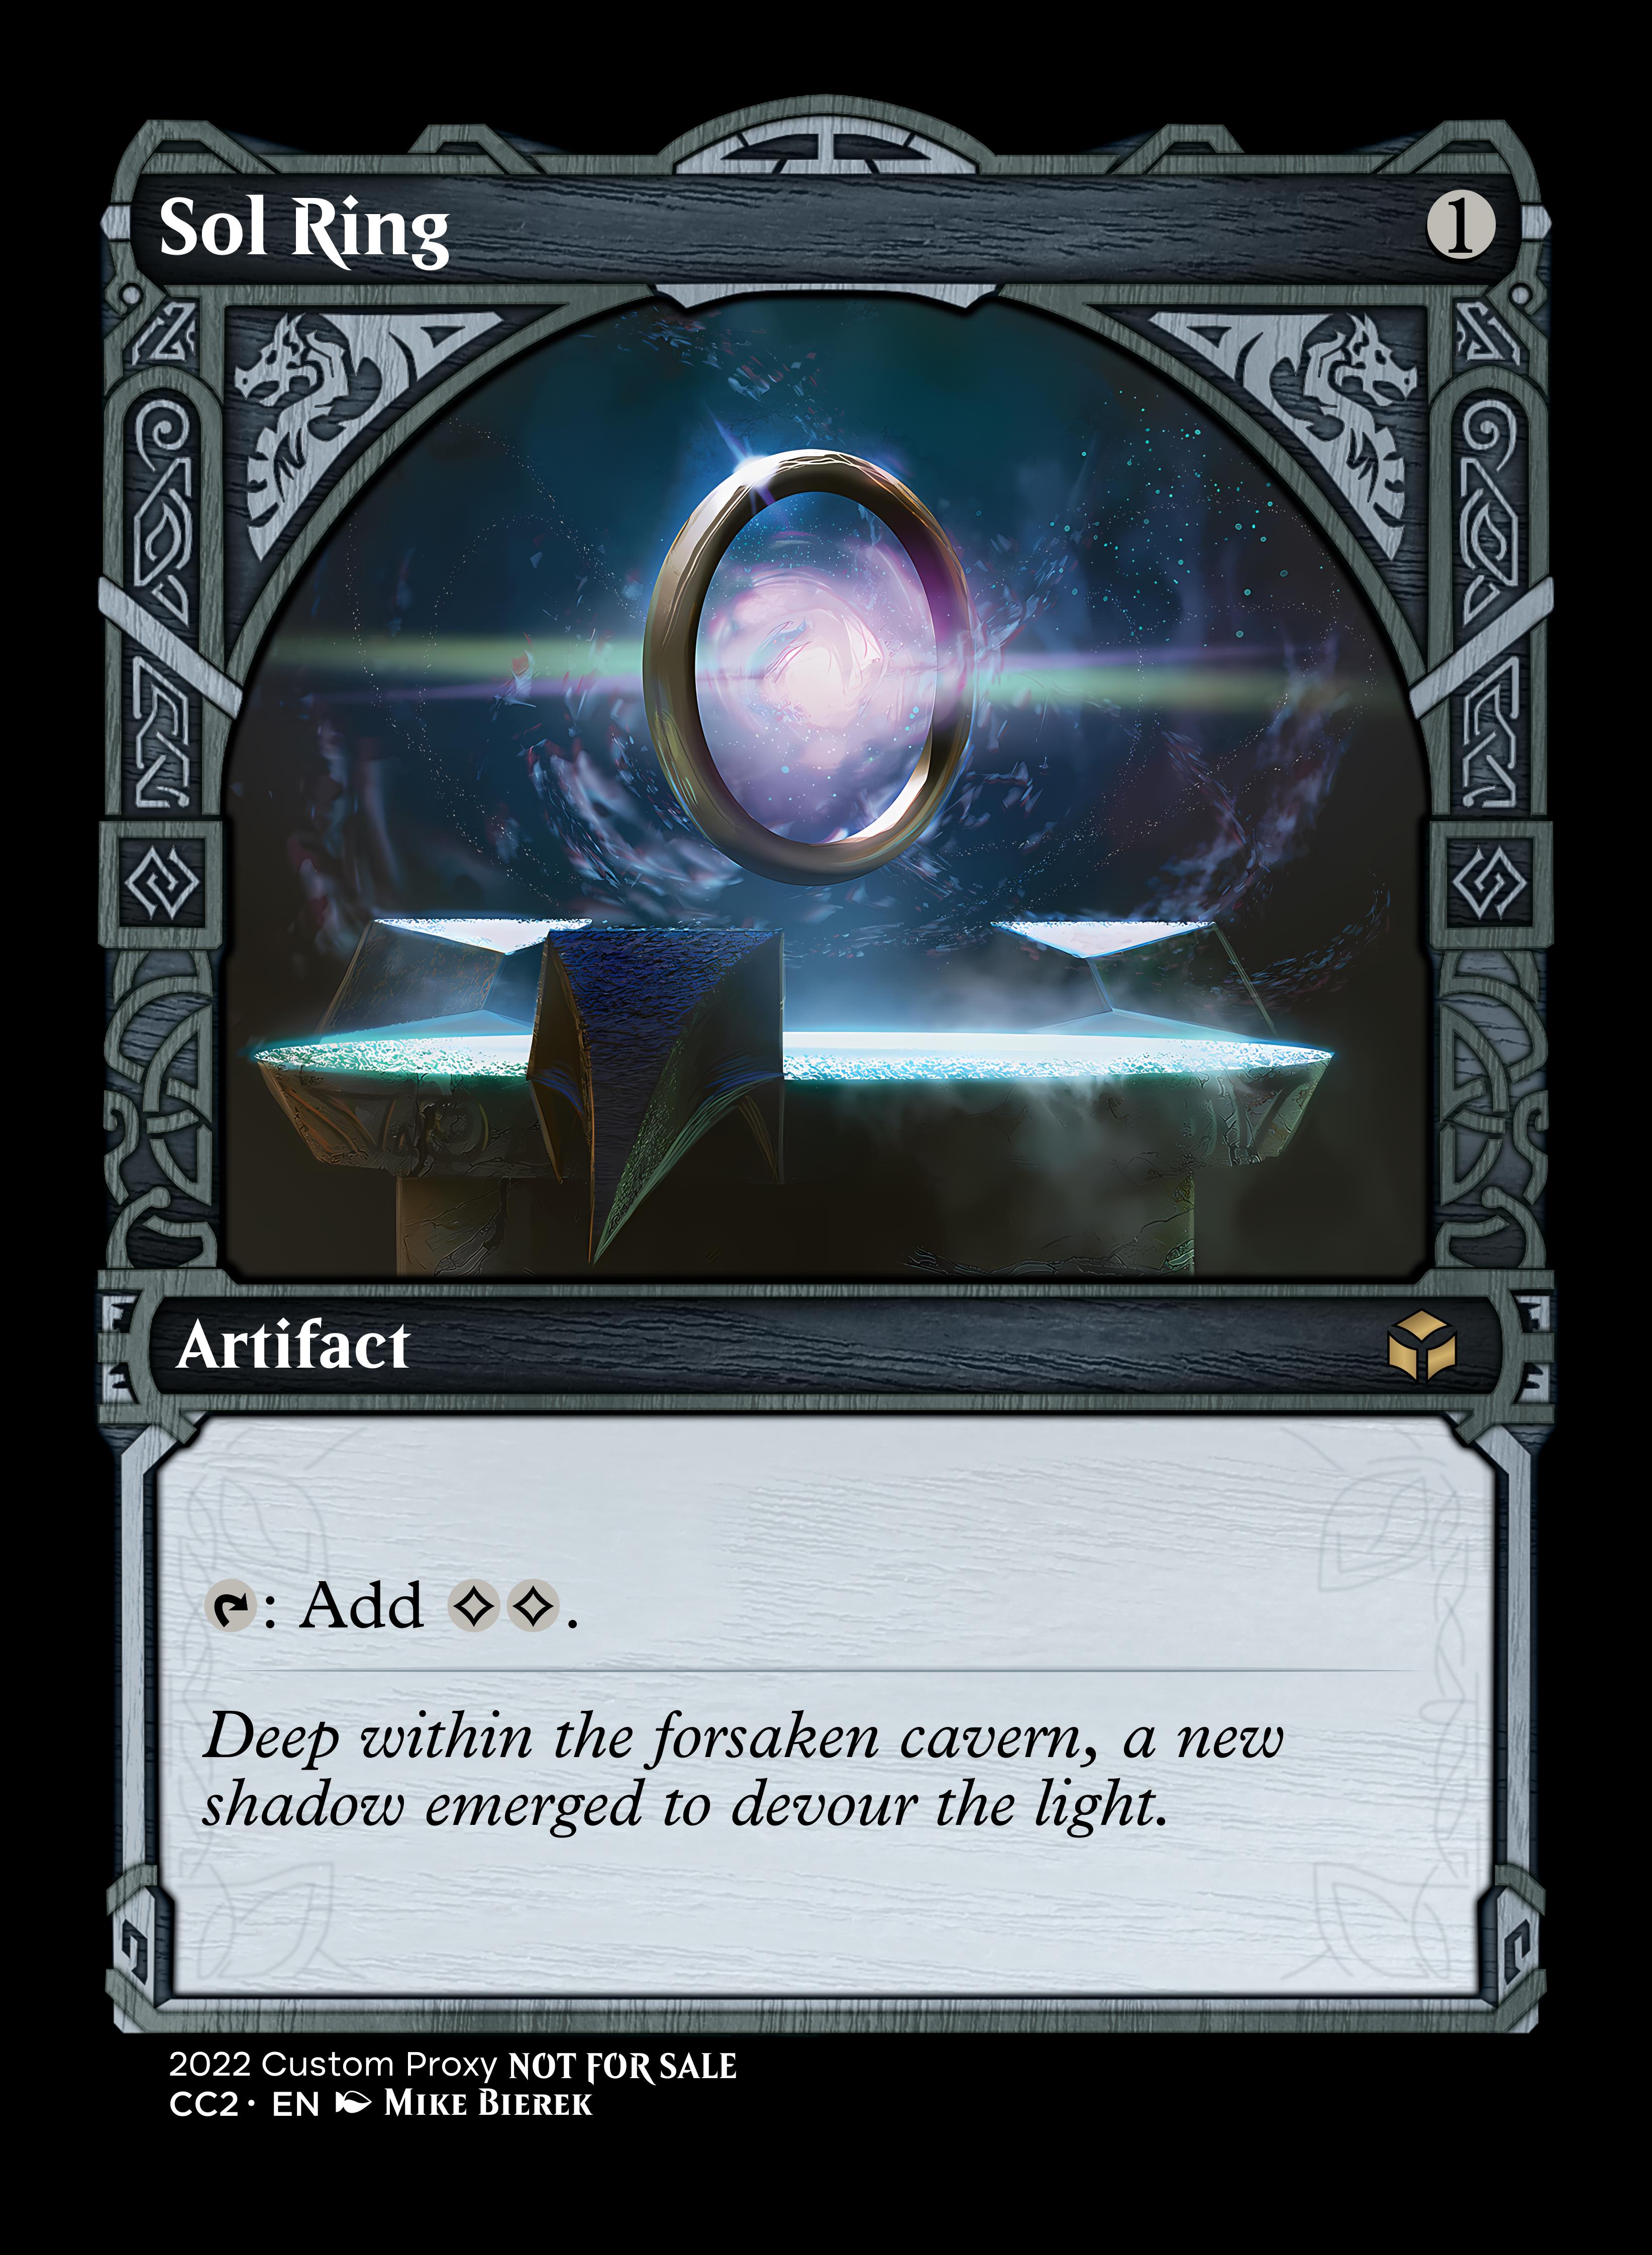 Sol Ring 1
Artifact
: Add .
Deep within the forsaken cavern, a new
shadow emerged to devour the light.
2022 Custom Proxy NOT FOR SALE
CC2 · EN MIKE BIEREK